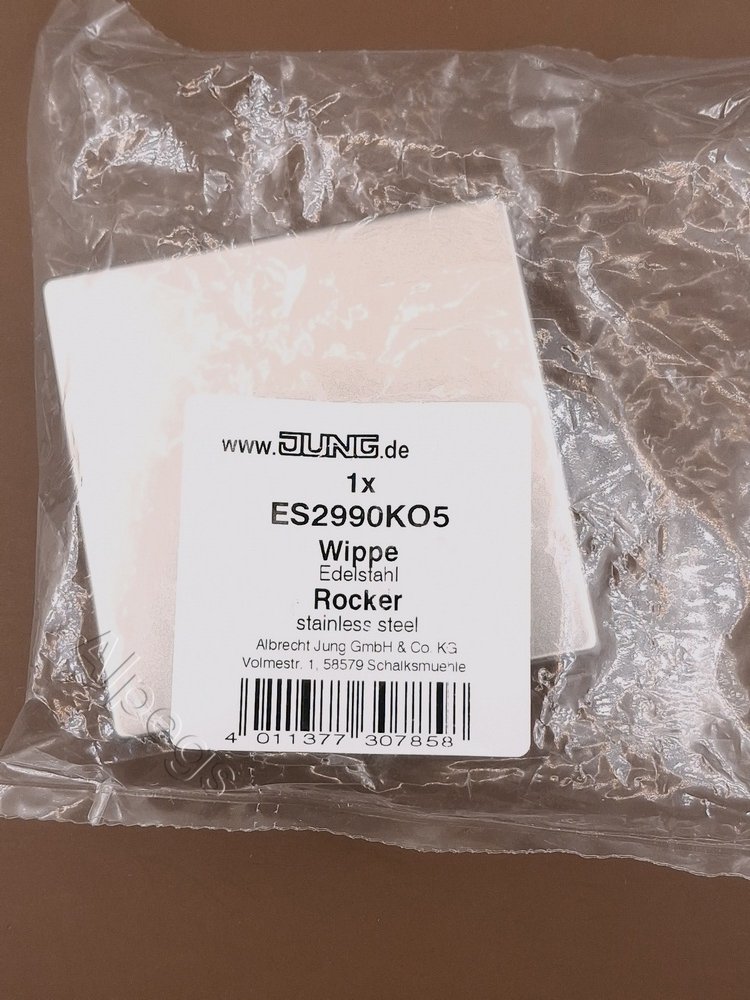 www.JUNG.de
1x
ES2990KO5
Wippe
Edelstahl
Rocker
stainless steel
Albrecht Jung GmbH & Co. KG
Volmestr. 1, 58579 Schalksmuehle
4 011377 307858
Alpegis